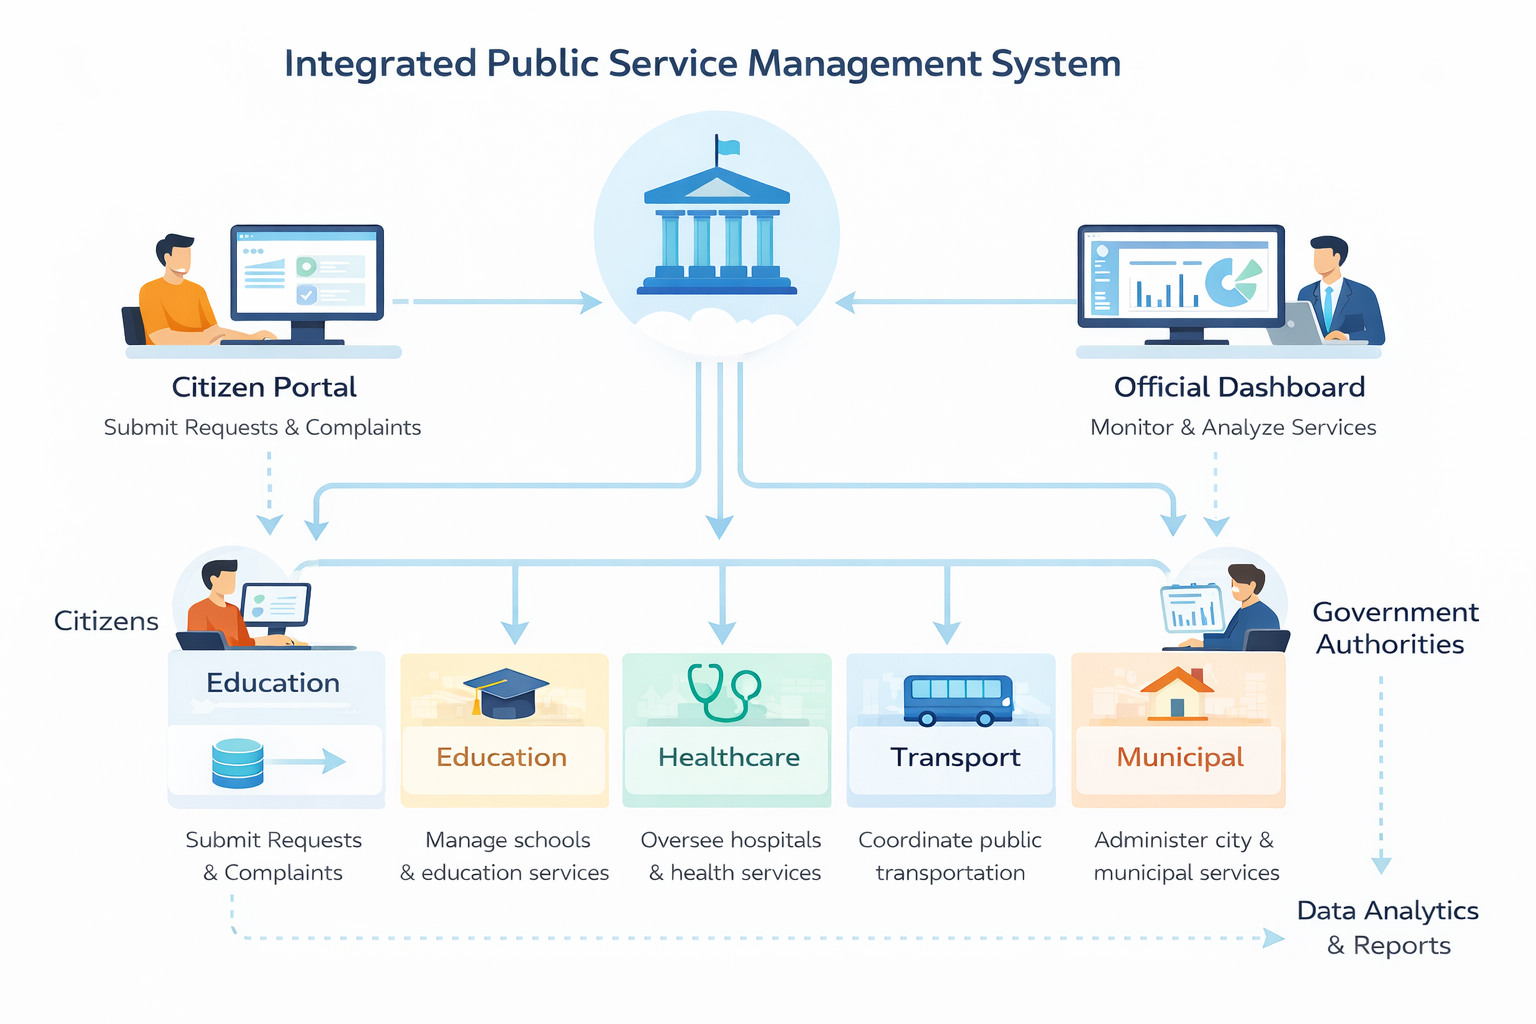 Integrated Public Service Management System
Citizen Portal
Submit Requests & Complaints
Official Dashboard
Monitor & Analyze Services
Citizens
Government
Authorities
Education
Education
Healthcare
Transport
Municipal
Submit Requests
& Complaints
Manage schools
& education services
Oversee hospitals
& health services
Coordinate public
transportation
Administer city &
municipal services
Data Analytics
& Reports